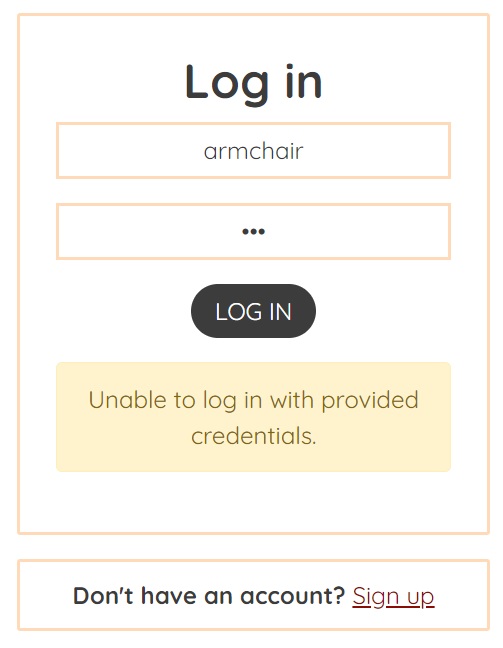 Log in
armchair
•••
LOG IN
Unable to log in with provided
credentials.
Don't have an account? Sign up